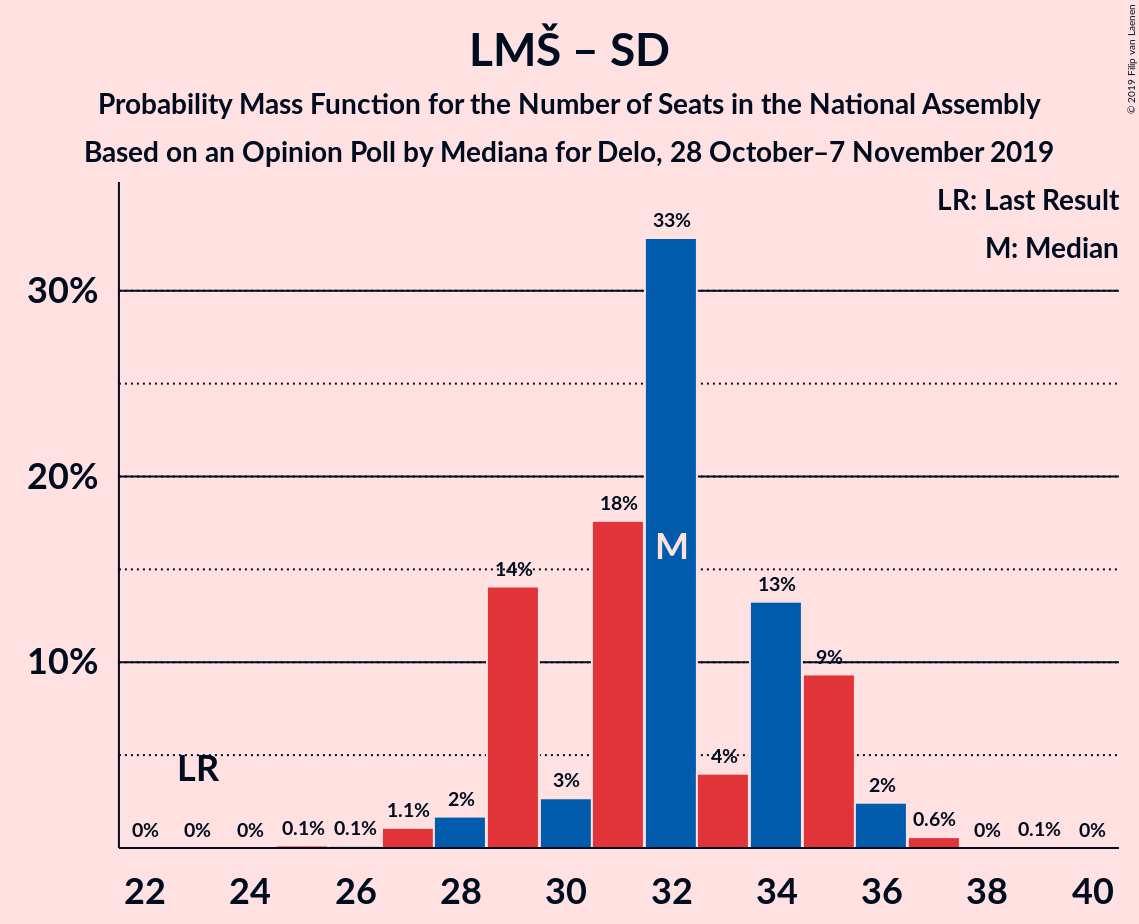 LMŠ – SD
Probability Mass Function for the Number of Seats in the National Assembly
Based on an Opinion Poll by Mediana for Delo, 28 October–7 November 2019
© 2019 Filip van Laenen
LR: Last Result
M: Median
30%
20%
10%
LR
M
0%
0%
0%
0.1%
0.1%
1.1%
2%
14%
3%
18%
33%
4%
13%
9%
2%
0.6%
0%
0.1%
0%
22 24 26 28 30 32 34 36 38 40